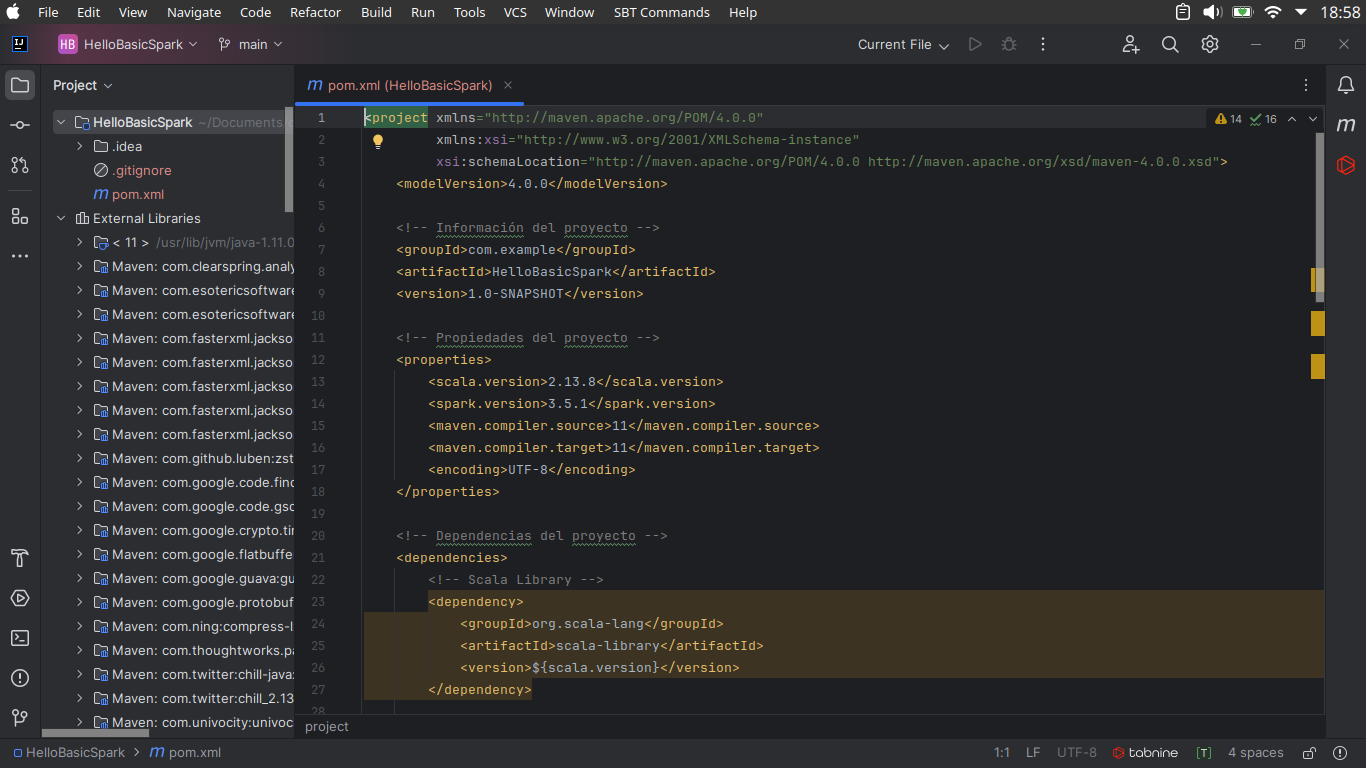 File Edit View Navigate Code Refactor Build Run Tools VCS Window SBT Commands Help 18:58
IJ HB HelloBasicSpark main Current File
Project
pom.xml (HelloBasicSpark)
HelloBasicSpark ~/Documents
.idea
.gitignore
pom.xml
External Libraries
< 11 > /usr/lib/jvm/java-1.11.0
Maven: com.clearspring.analy
Maven: com.esotericsoftware
Maven: com.esotericsoftware
Maven: com.fasterxml.jackso
Maven: com.fasterxml.jackso
Maven: com.fasterxml.jackso
Maven: com.fasterxml.jackso
Maven: com.fasterxml.jackso
Maven: com.github.luben:zst
Maven: com.google.code.find
Maven: com.google.code.gso
Maven: com.google.crypto.tin
Maven: com.google.flatbuffe
Maven: com.google.guava:gu
Maven: com.google.protobuf
Maven: com.ning:compress-l
Maven: com.thoughtworks.pa
Maven: com.twitter:chill-java:
Maven: com.twitter:chill_2.13
Maven: com.univocity:univoc
14 16
1 <project xmlns="http://maven.apache.org/POM/4.0.0"
2 xmlns:xsi="http://www.w3.org/2001/XMLSchema-instance"
3 xsi:schemaLocation="http://maven.apache.org/POM/4.0.0 http://maven.apache.org/xsd/maven-4.0.0.xsd">
4 <modelVersion>4.0.0</modelVersion>
5
6 <!-- Información del proyecto -->
7 <groupId>com.example</groupId>
8 <artifactId>HelloBasicSpark</artifactId>
9 <version>1.0-SNAPSHOT</version>
10
11 <!-- Propiedades del proyecto -->
12 <properties>
13 <scala.version>2.13.8</scala.version>
14 <spark.version>3.5.1</spark.version>
15 <maven.compiler.source>11</maven.compiler.source>
16 <maven.compiler.target>11</maven.compiler.target>
17 <encoding>UTF-8</encoding>
18 </properties>
19
20 <!-- Dependencias del proyecto -->
21 <dependencies>
22 <!-- Scala Library -->
23 <dependency>
24 <groupId>org.scala-lang</groupId>
25 <artifactId>scala-library</artifactId>
26 <version>${scala.version}</version>
27 </dependency>
28
project
HelloBasicSpark > pom.xml 1:1 LF UTF-8 tabnine [T] 4 spaces